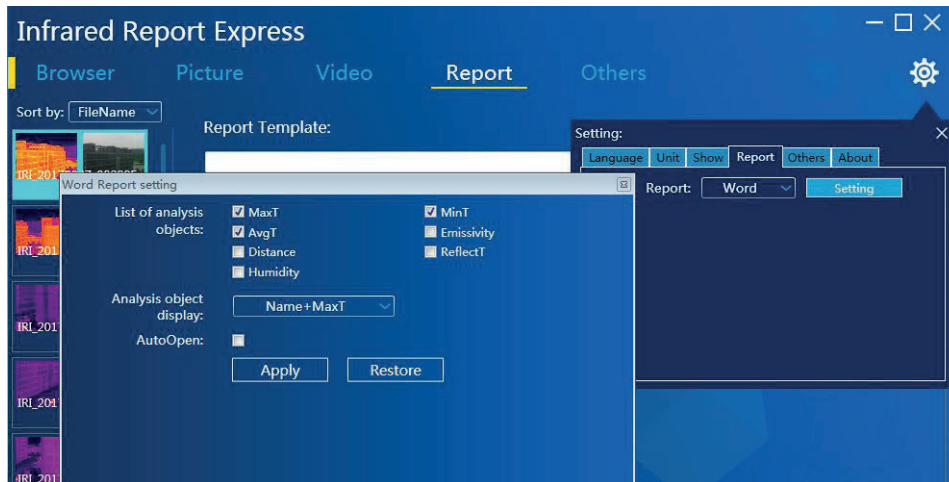 Infrared Report Express
Browser Picture Video Report Others
Sort by: FileName
Report Template:
Setting:
Language Unit Show Report Others About
Report: Word Setting
Word Report setting
List of analysis objects:
MaxT MinT
AvgT Emissivity
Distance ReflectT
Humidity
Analysis object display:
Name+MaxT
AutoOpen:
Apply Restore
IRI_201
IRI_201
IRI_201
IRI_201